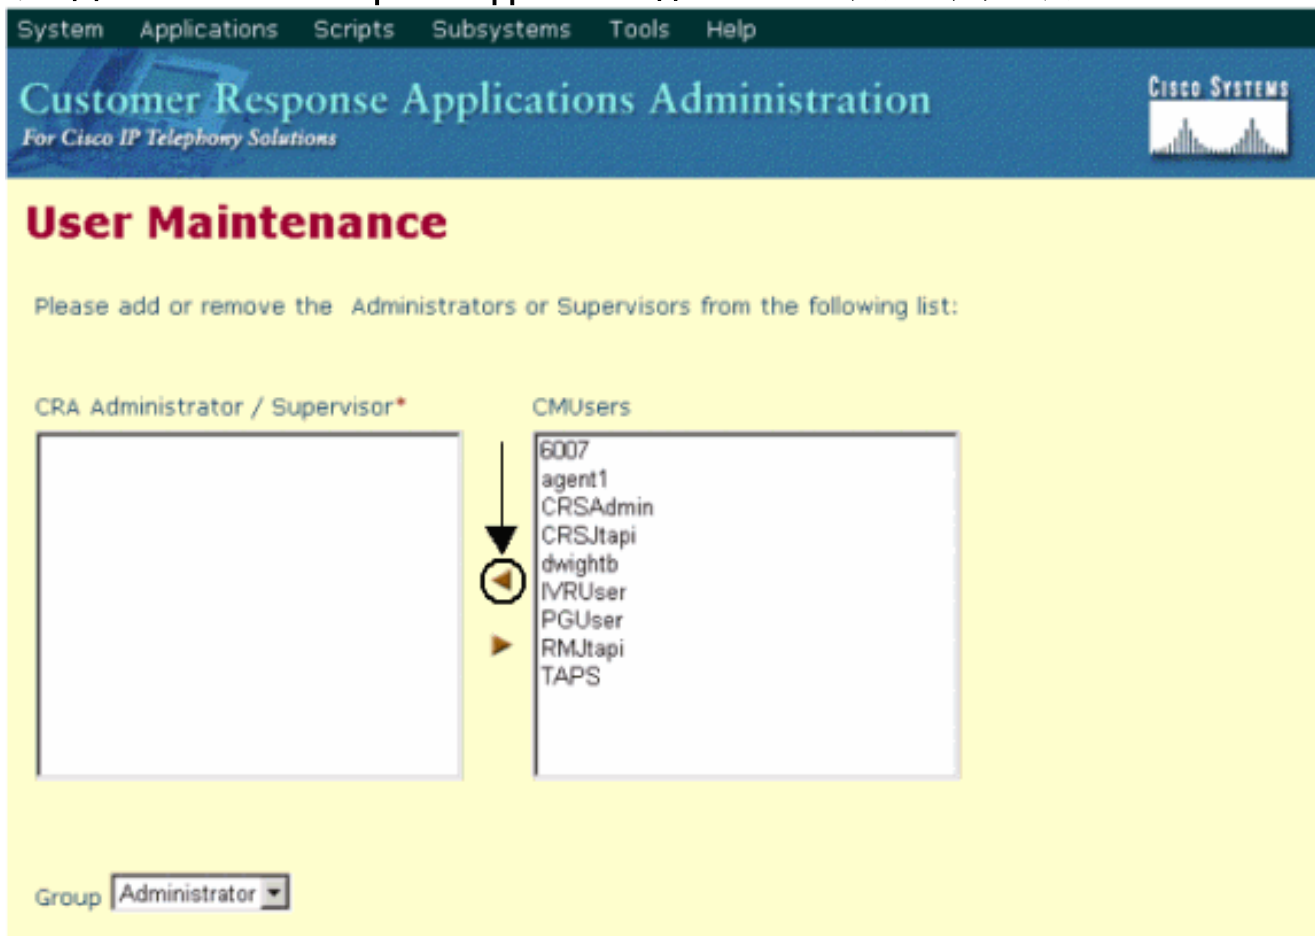 System Applications Scripts Subsystems Tools Help
Customer Response Applications Administration
For Cisco IP Telephony Solutions
CISCO SYSTEMS
User Maintenance
Please add or remove the Administrators or Supervisors from the following list:
CRA Administrator / Supervisor*
CMUsers
6007
agent1
CRSAdmin
CRSJtapi
dwightb
IVRUser
PGUser
RMJtapi
TAPS
Group Administrator